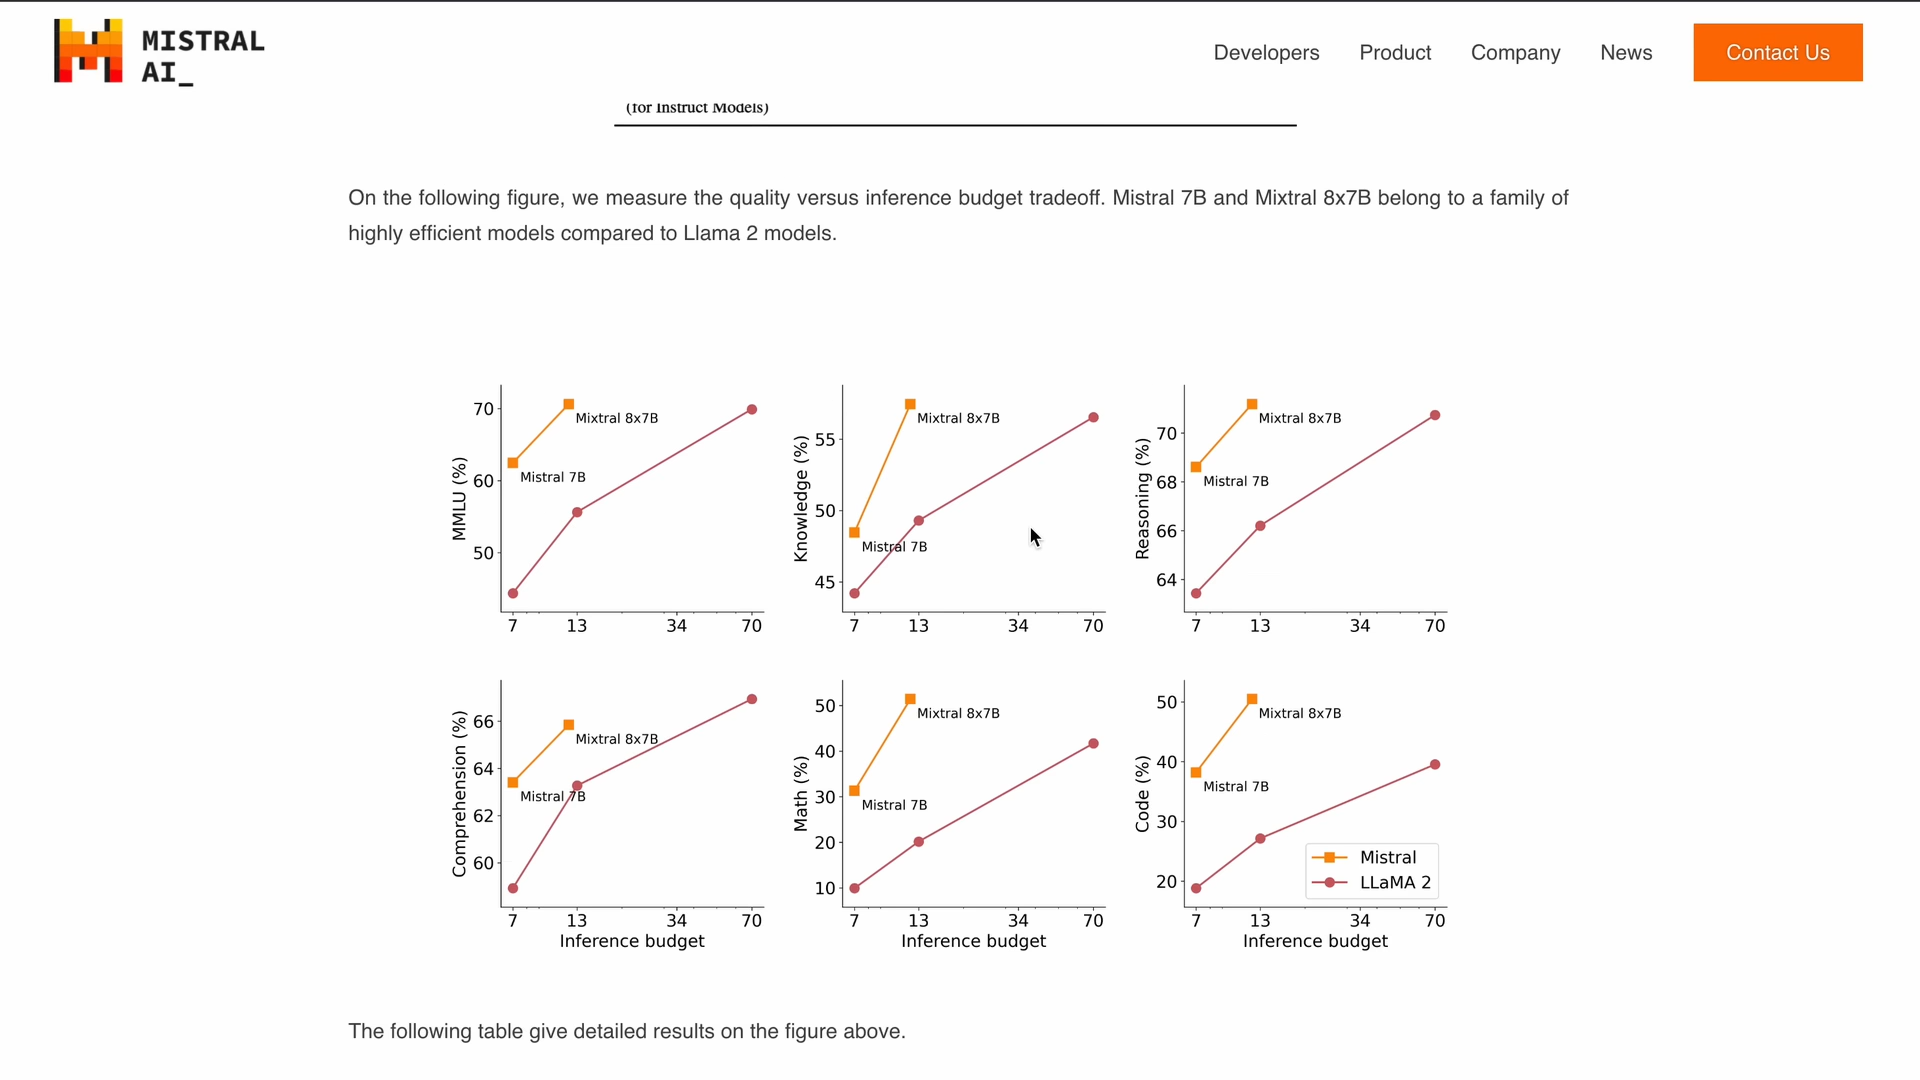 MISTRAL
AI_
Developers Product Company News Contact Us
(for Instruct Models)
On the following figure, we measure the quality versus inference budget tradeoff. Mistral 7B and Mixtral 8x7B belong to a family of
highly efficient models compared to Llama 2 models.
MMLU (%)
70
60
50
Mixtral 8x7B
Mistral 7B
7 13 34 70
Knowledge (%)
55
50
45
Mixtral 8x7B
Mistral 7B
7 13 34 70
Reasoning (%)
70
68
66
64
Mixtral 8x7B
Mistral 7B
7 13 34 70
Comprehension (%)
66
64
62
60
Mixtral 8x7B
Mistral 7B
7 13 34 70
Inference budget
Math (%)
50
40
30
20
10
Mixtral 8x7B
Mistral 7B
7 13 34 70
Inference budget
Code (%)
50
40
30
20
Mixtral 8x7B
Mistral 7B
Mistral
LLaMA 2
7 13 34 70
Inference budget
The following table give detailed results on the figure above.